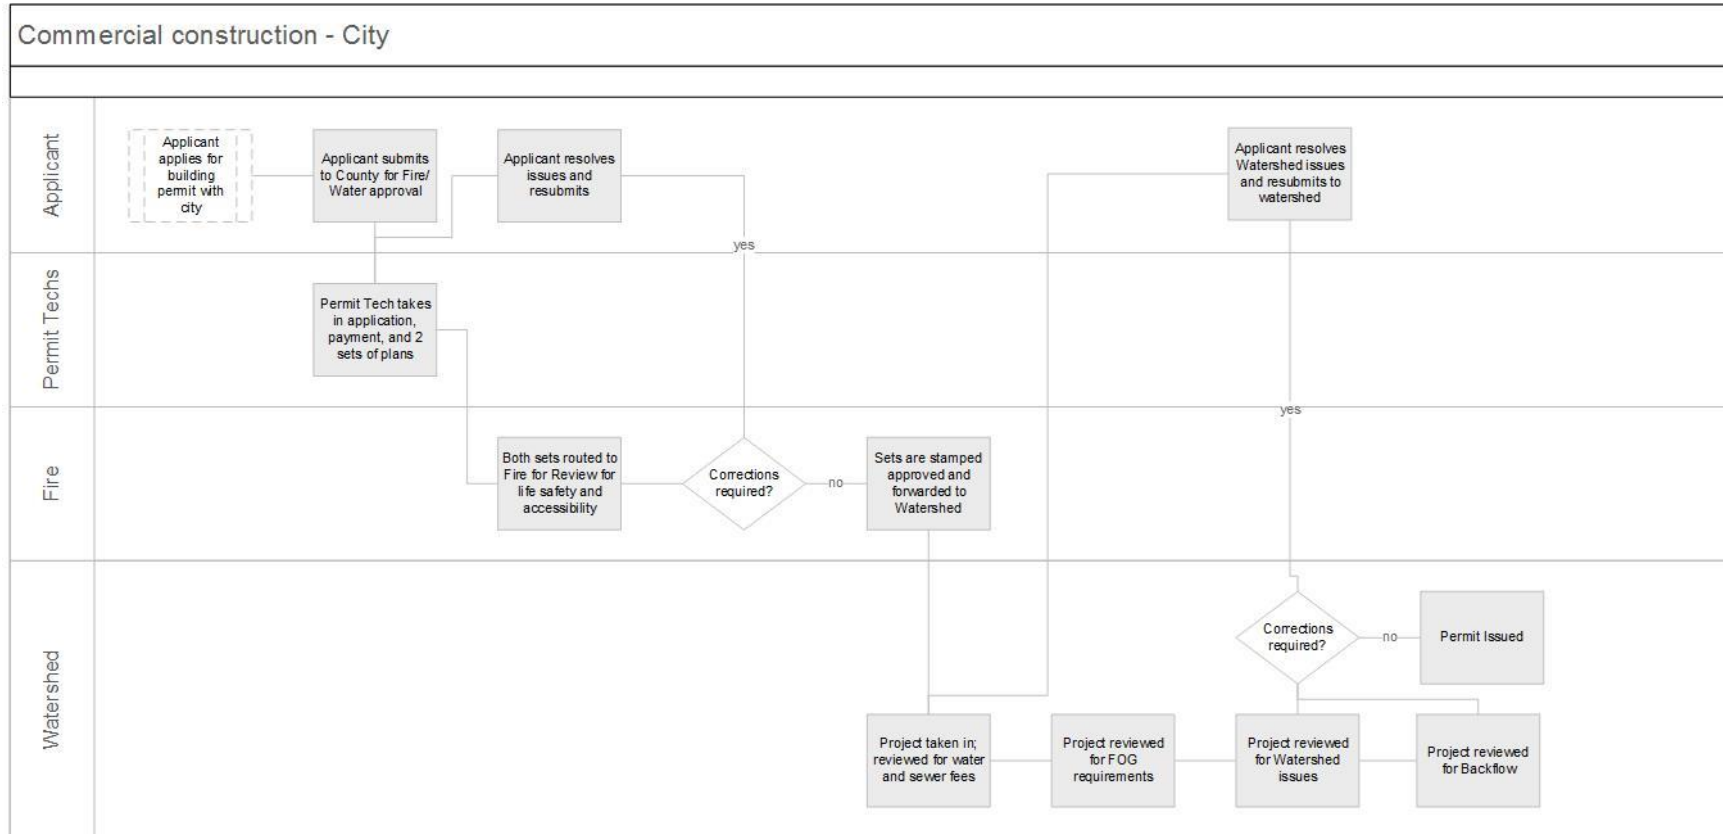 Commercial construction - City
Applicant
Applicant
applies for
building
permit with
city
Applicant submits
to County for Fire/
Water approval
Applicant resolves
issues and
resubmits
Applicant resolves
Watershed issues
and resubmits to
watershed
yes
Permit Techs
Permit Tech takes
in application,
payment, and 2
sets of plans
yes
Fire
Both sets routed to
Fire for Review for
life safety and
accessibility
Corrections
required?
no
Sets are stamped
approved and
forwarded to
Watershed
Watershed
Corrections
required?
no
Permit Issued
Project taken in;
reviewed for water
and sewer fees
Project reviewed
for FOG
requirements
Project reviewed
for Watershed
issues
Project reviewed
for Backflow